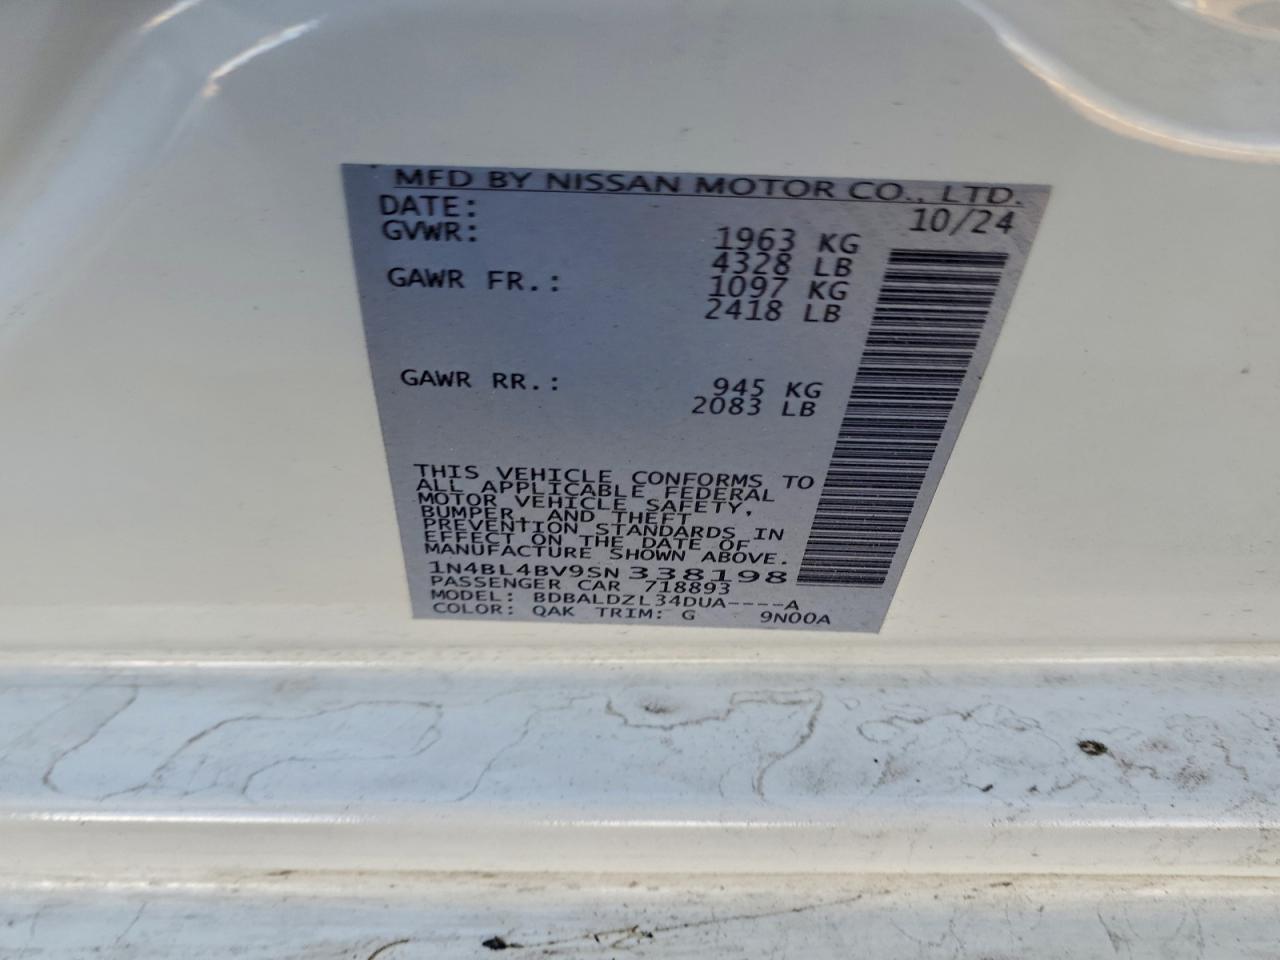 MFD BY NISSAN MOTOR CO., LTD.
DATE: 10/24
GVWR: 1963 KG
4328 LB
GAWR FR.: 1097 KG
2418 LB
GAWR RR.: 945 KG
2083 LB
THIS VEHICLE CONFORMS TO
ALL APPLICABLE FEDERAL
MOTOR VEHICLE SAFETY,
BUMPER, AND THEFT
PREVENTION STANDARDS IN
EFFECT ON THE DATE OF
MANUFACTURE SHOWN ABOVE.
1N4BL4BV9SN338198
PASSENGER CAR 718893
MODEL: BDBALDZL34DUA----A
COLOR: QAK TRIM: G 9N00A